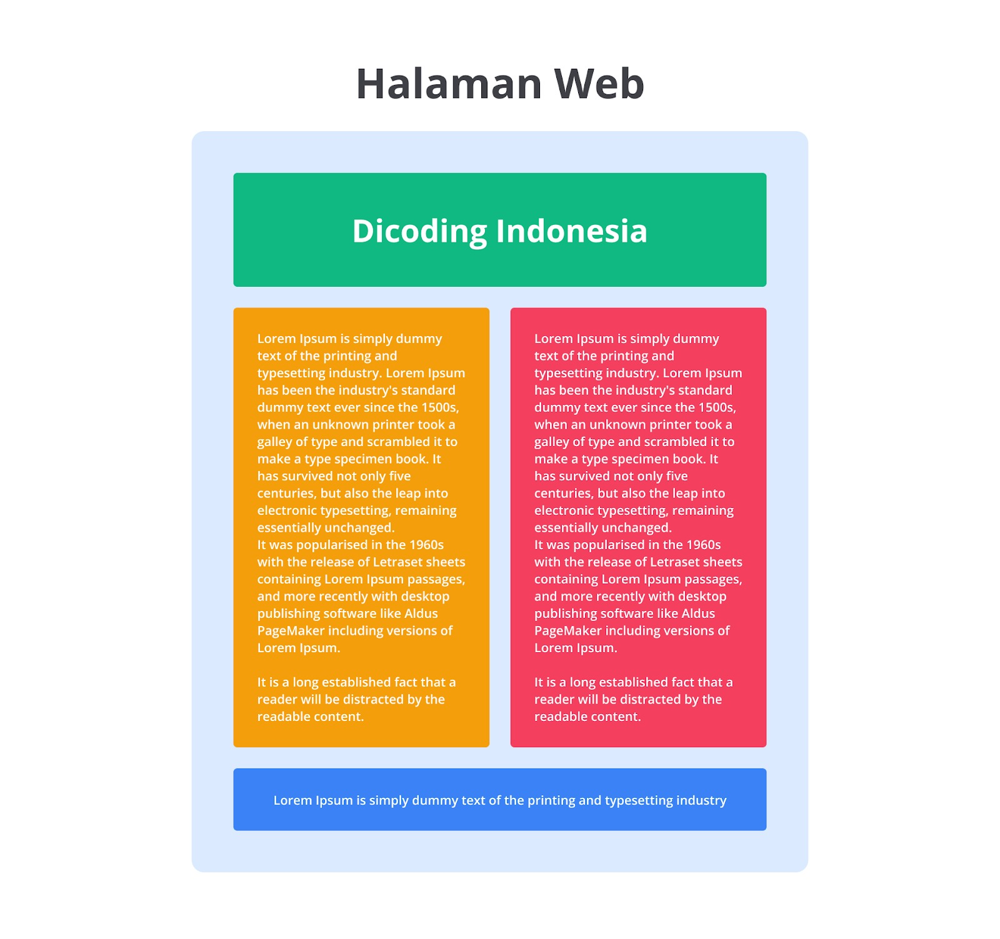 Halaman Web
Dicoding Indonesia
Lorem Ipsum is simply dummy
text of the printing and
typesetting industry. Lorem Ipsum
has been the industry's standard
dummy text ever since the 1500s,
when an unknown printer took a
galley of type and scrambled it to
make a type specimen book. It
has survived not only five
centuries, but also the leap into
electronic typesetting, remaining
essentially unchanged.
It was popularised in the 1960s
with the release of Letraset sheets
containing Lorem Ipsum passages,
and more recently with desktop
publishing software like Aldus
PageMaker including versions of
Lorem Ipsum.
It is a long established fact that a
reader will be distracted by the
readable content.
Lorem Ipsum is simply dummy
text of the printing and
typesetting industry. Lorem Ipsum
has been the industry's standard
dummy text ever since the 1500s,
when an unknown printer took a
galley of type and scrambled it to
make a type specimen book. It
has survived not only five
centuries, but also the leap into
electronic typesetting, remaining
essentially unchanged.
It was popularised in the 1960s
with the release of Letraset sheets
containing Lorem Ipsum passages,
and more recently with desktop
publishing software like Aldus
PageMaker including versions of
Lorem Ipsum.
It is a long established fact that a
reader will be distracted by the
readable content.
Lorem Ipsum is simply dummy text of the printing and typesetting industry